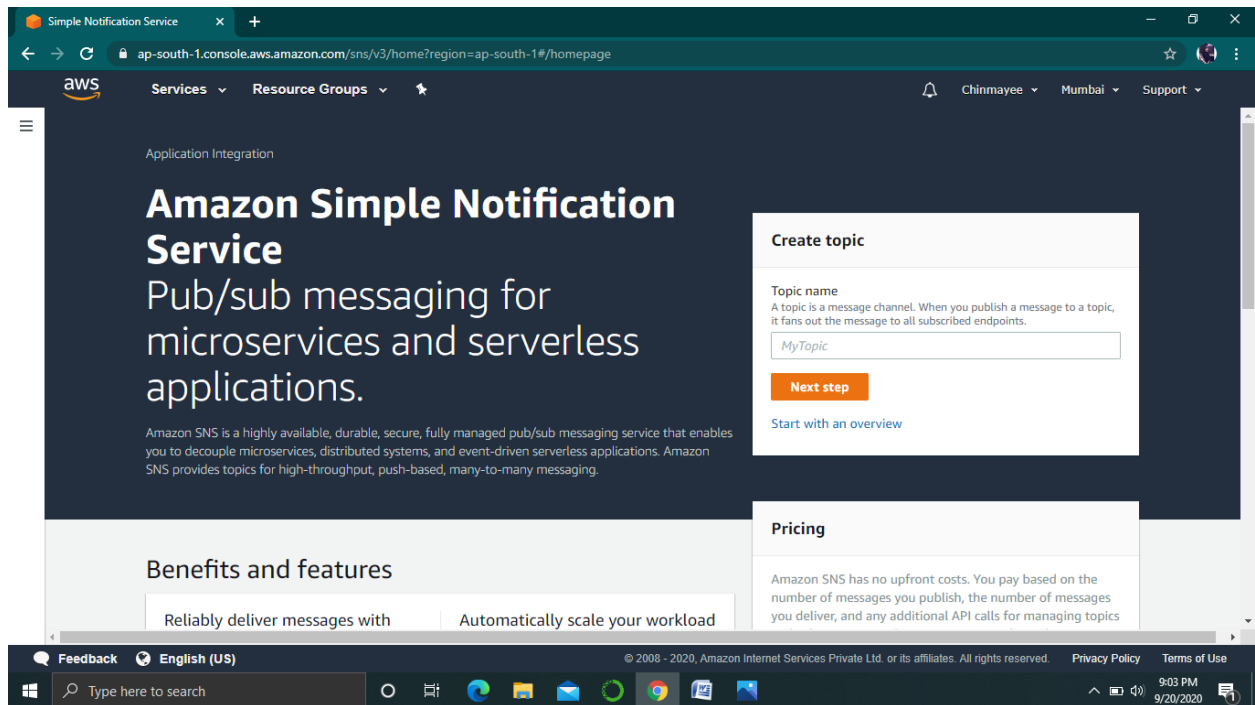 Simple Notification Service
ap-south-1.console.aws.amazon.com/sns/v3/home?region=ap-south-1#/homepage
aws Services Resource Groups Chinmayee Mumbai Support
Application Integration
Amazon Simple Notification
Service
Pub/sub messaging for
microservices and serverless
applications.
Amazon SNS is a highly available, durable, secure, fully managed pub/sub messaging service that enables
you to decouple microservices, distributed systems, and event-driven serverless applications. Amazon
SNS provides topics for high-throughput, push-based, many-to-many messaging.
Create topic
Topic name
A topic is a message channel. When you publish a message to a topic,
it fans out the message to all subscribed endpoints.
MyTopic
Next step
Start with an overview
Pricing
Amazon SNS has no upfront costs. You pay based on the
number of messages you publish, the number of messages
you deliver, and any additional API calls for managing topics
Benefits and features
Reliably deliver messages with
Automatically scale your workload
Feedback English (US) © 2008 - 2020, Amazon Internet Services Private Ltd. or its affiliates. All rights reserved. Privacy Policy Terms of Use
Type here to search
9:03 PM
9/20/2020
1